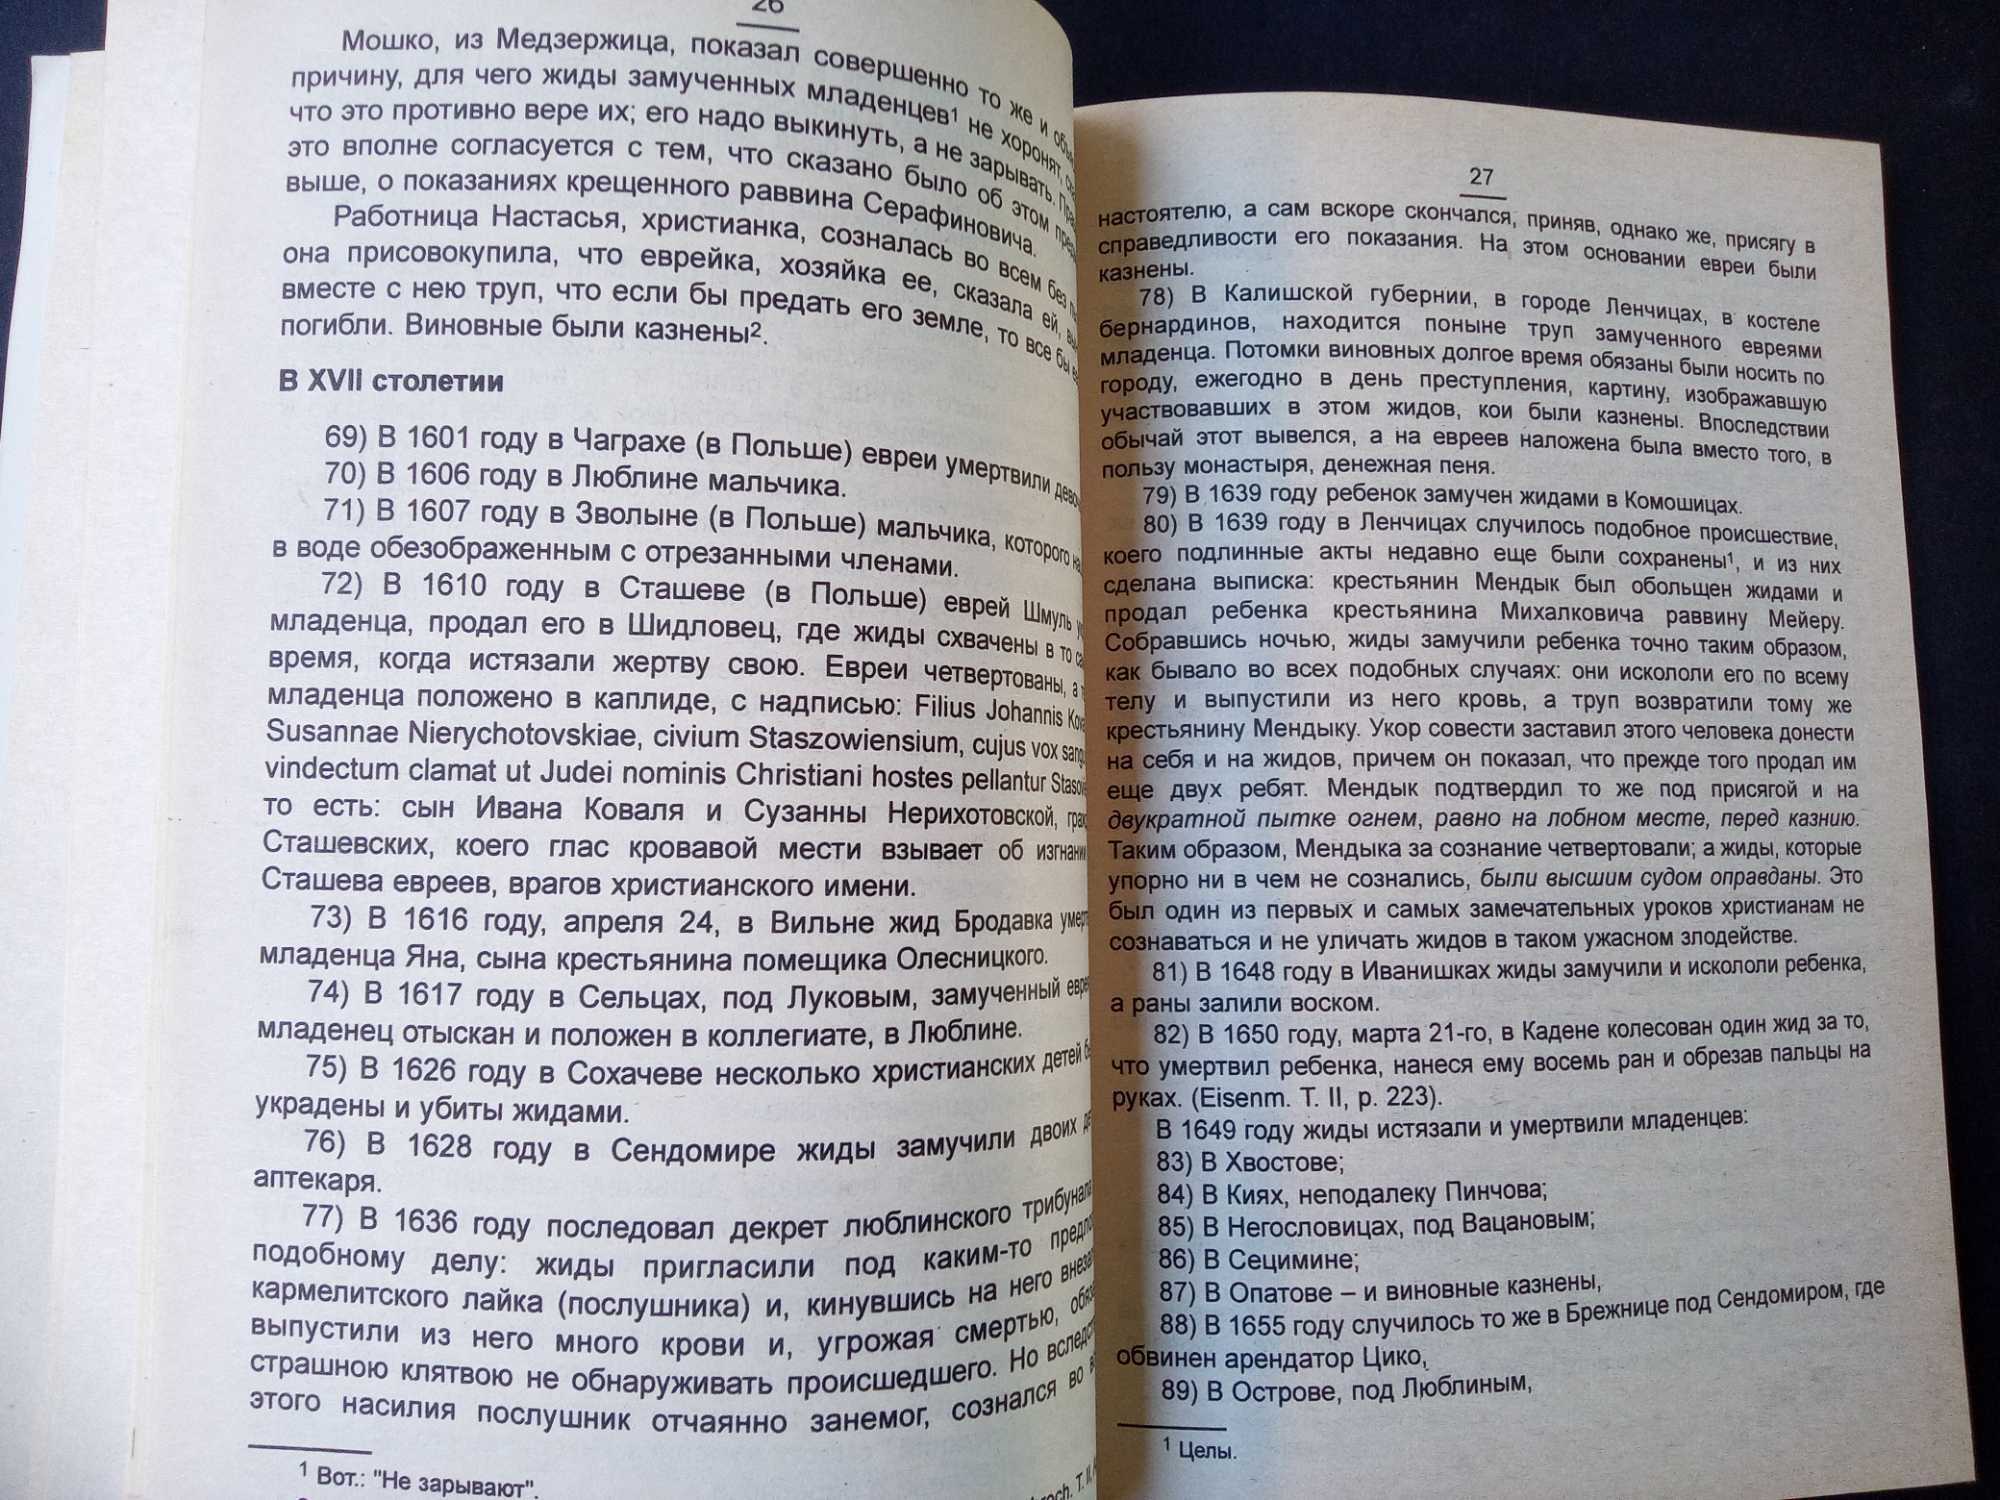 26
Мошко, из Медзержица, показал совершенно то же и
причину, для чего жиды замученных младенцев¹ не хоронят,
что это противно вере их; его надо выкинуть, а не зарывать.
это вполне согласуется с тем, что сказано было об этом
выше, о показаниях крещенного раввина Серафиновича.
Работница Настасья, христианка, созналась во всем без
она присовокупила, что еврейка, хозяйка ее, сказала ей,
вместе с нею труп, что если бы предать его земле, то все бы
погибли. Виновные были казнены².
В XVII столетии
69) В 1601 году в Чаграхе (в Польше) евреи умертвили
70) В 1606 году в Люблине мальчика.
71) В 1607 году в Зволыне (в Польше) мальчика, которого
в воде обезображенным с отрезанными членами.
72) В 1610 году в Сташеве (в Польше) еврей Шмуль
младенца, продал его в Шидловец, где жиды схвачены в то
время, когда истязали жертву свою. Евреи четвертованы, а
младенца положено в каплиде, с надписью: Filius Johannis
Susannae Nierychotovskiae, civium Staszowiensium, cujus vox
vindectum clamat ut Judei nominis Christiani hostes pellantur
то есть: сын Ивана Коваля и Сузанны Нерихотовской,
Сташевских, коего глас кровавой мести взывает об
Сташева евреев, врагов христианского имени.
73) В 1616 году, апреля 24, в Вильне жид Бродавка
младенца Яна, сына крестьянина помещика Олесницкого.
74) В 1617 году в Сельцах, под Луковым, замученный
младенец отыскан и положен в коллегиате, в Люблине.
75) В 1626 году в Сохачеве несколько христианских детей
украдены и убиты жидами.
76) В 1628 году в Сендомире жиды замучили двоих
аптекаря.
77) В 1636 году последовал декрет люблинского трибунала
подобному делу: жиды пригласили под каким-то
кармелитского лайка (послушника) и, кинувшись на него
выпустили из него много крови и, угрожая смертью,
страшною клятвою не обнаруживать происшедшего. Но
этого насилия послушник отчаянно занемог, сознался во
¹ Вот.: "Не зарывают".
T. II,
27
настоятелю, а сам вскоре скончался, приняв, однако же, присягу в
справедливости его показания. На этом основании евреи были
казнены.
78) В Калишской губернии, в городе Ленчицах, в костеле
бернардинов, находится поныне труп замученного евреями
младенца. Потомки виновных долгое время обязаны были носить по
городу, ежегодно в день преступления, картину, изображавшую
участвовавших в этом жидов, кои были казнены. Впоследствии
обычай этот вывелся, а на евреев наложена была вместо того, в
пользу монастыря, денежная пеня.
79) В 1639 году ребенок замучен жидами в Комошицах.
80) В 1639 году в Ленчицах случилось подобное происшествие,
коего подлинные акты недавно еще были сохранены¹, и из них
сделана выписка: крестьянин Мендык был обольщен жидами и
продал ребенка крестьянина Михалковича раввину Мейеру.
Собравшись ночью, жиды замучили ребенка точно таким образом,
как бывало во всех подобных случаях: они искололи его по всему
телу и выпустили из него кровь, а труп возвратили тому же
крестьянину Мендыку. Укор совести заставил этого человека донести
на себя и на жидов, причем он показал, что прежде того продал им
еще двух ребят. Мендык подтвердил то же под присягой и на
двукратной пытке огнем, равно на лобном месте, перед казнию.
Таким образом, Мендыка за сознание четвертовали; а жиды, которые
упорно ни в чем не сознались, были высшим судом оправданы. Это
был один из первых и самых замечательных уроков христианам не
сознаваться и не уличать жидов в таком ужасном злодействе.
81) В 1648 году в Иванишках жиды замучили и искололи ребенка,
а раны залили воском.
82) В 1650 году, марта 21-го, в Кадене колесован один жид за то,
что умертвил ребенка, нанеся ему восемь ран и обрезав пальцы на
руках. (Eisenm. T. II, p. 223).
В 1649 году жиды истязали и умертвили младенцев:
83) В Хвостове;
84) В Киях, неподалеку Пинчова;
85) В Негословицах, под Вацановым;
86) В Сецимине;
87) В Опатове – и виновные казнены,
88) В 1655 году случилось то же в Брежнице под Сендомиром, где
обвинен арендатор Цико,
89) В Острове, под Люблиным,
¹ Целы.